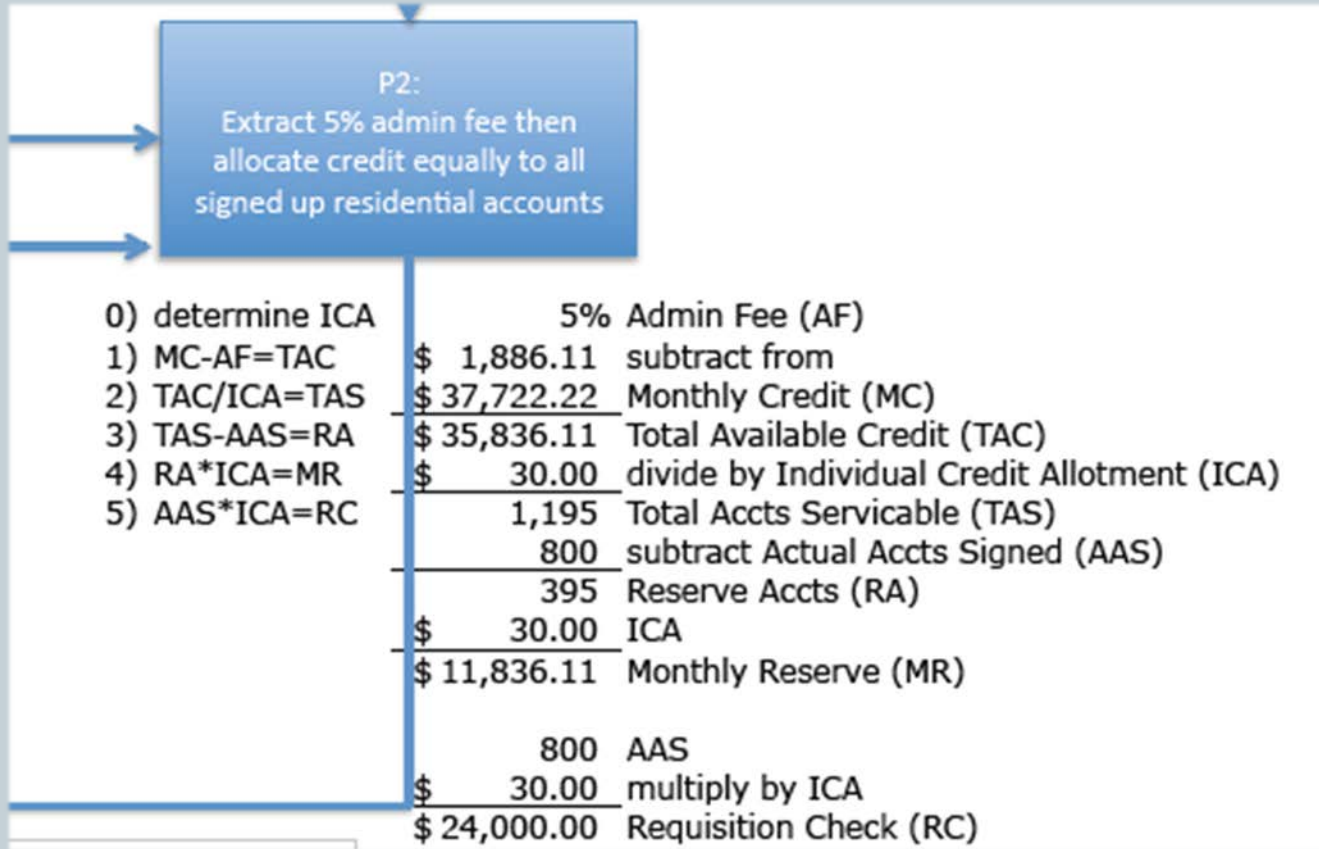 P2:
Extract 5% admin fee then
allocate credit equally to all
signed up residential accounts
0) determine ICA
1) MC-AF=TAC
2) TAC/ICA=TAS
3) TAS-AAS=RA
4) RA*ICA=MR
5) AAS*ICA=RC
5% Admin Fee (AF)
$ 1,886.11 subtract from
$ 37,722.22 Monthly Credit (MC)
$ 35,836.11 Total Available Credit (TAC)
$ 30.00 divide by Individual Credit Allotment (ICA)
1,195 Total Accts Servicable (TAS)
800 subtract Actual Accts Signed (AAS)
395 Reserve Accts (RA)
$ 30.00 ICA
$ 11,836.11 Monthly Reserve (MR)
800 AAS
$ 30.00 multiply by ICA
$ 24,000.00 Requisition Check (RC)